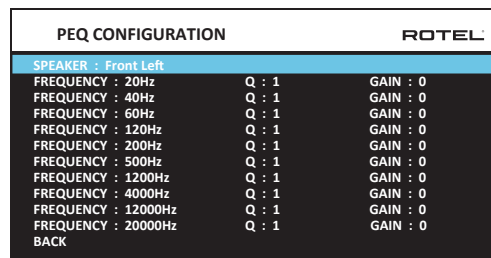 PEQ CONFIGURATION ROTEL
SPEAKER : Front Left
FREQUENCY : 20Hz Q : 1 GAIN : 0
FREQUENCY : 40Hz Q : 1 GAIN : 0
FREQUENCY : 60Hz Q : 1 GAIN : 0
FREQUENCY : 120Hz Q : 1 GAIN : 0
FREQUENCY : 200Hz Q : 1 GAIN : 0
FREQUENCY : 500Hz Q : 1 GAIN : 0
FREQUENCY : 1200Hz Q : 1 GAIN : 0
FREQUENCY : 4000Hz Q : 1 GAIN : 0
FREQUENCY : 12000Hz Q : 1 GAIN : 0
FREQUENCY : 20000Hz Q : 1 GAIN : 0
BACK